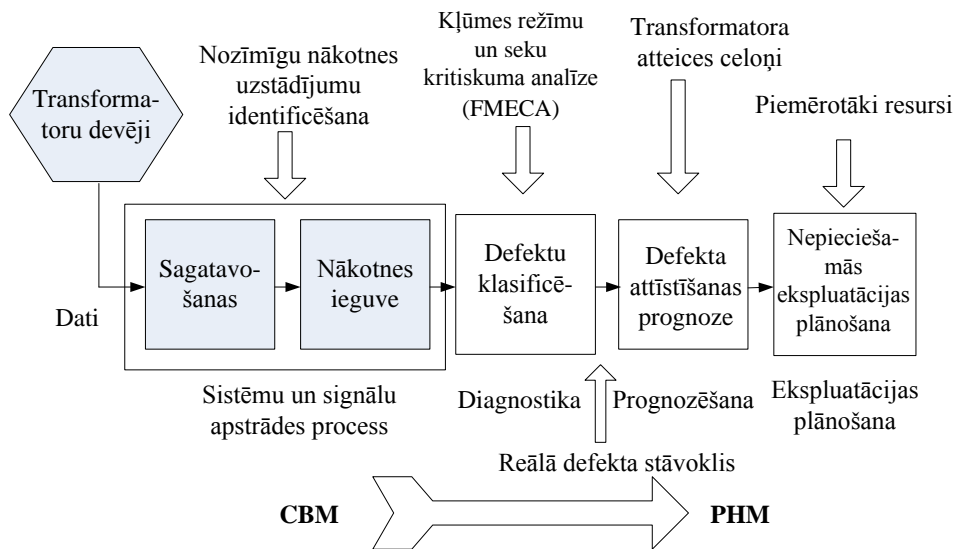 Transforma-
toru devēji
Nozīmīgu nākotnes
uzstādījumu
identificēšana
Kļūmes režīmu
un seku
kritiskuma analīze
(FMECA)
Transformatora
atteices celoņi
Piemērotāki resursi
Dati
Sagatavo-
šanas
Nākotnes
ieguve
Defektu
klasificē-
šana
Defekta
attīstīšanas
prognoze
Nepiecieša-
mās
ekspluatācijas
plānošana
Sistēmu un signālu
apstrādes process
Diagnostika
Prognozēšana
Ekspluatācijas
plānošana
Reālā defekta stāvoklis
CBM
PHM